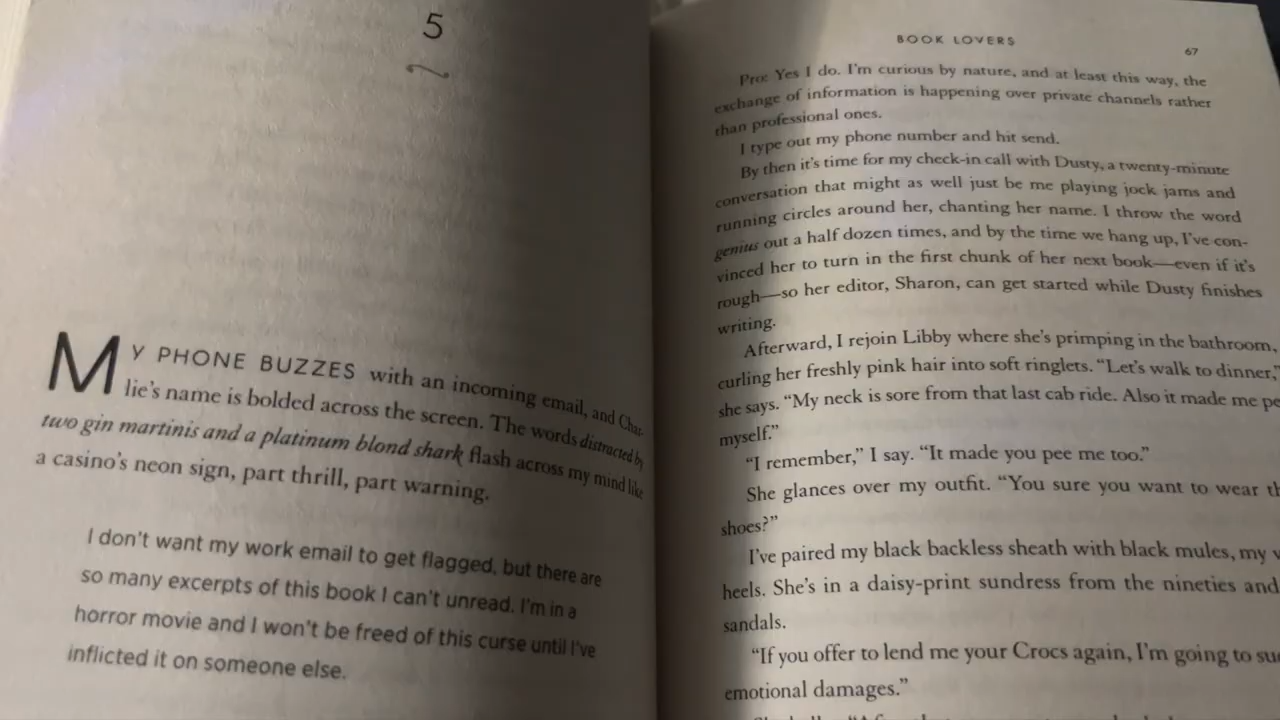 5
MY PHONE BUZZES with an incoming email, and Char-
lie's name is bolded across the screen. The words distracted by
two gin martinis and a platinum blond shark flash across my mind like
a casino's neon sign, part thrill, part warning.
I don't want my work email to get flagged, but there are
so many excerpts of this book I can't unread. I'm in a
horror movie and I won't be freed of this curse until I've
inflicted it on someone else.
BOOK LOVERS
67
Pro: Yes I do. I'm curious by nature, and at least this way, the
exchange of information is happening over private channels rather
than professional ones.
I type out my phone number and hit send.
By then it's time for my check-in call with Dusty, a twenty-minute
conversation that might as well just be me playing jock jams and
running circles around her, chanting her name. I throw the word
genius out a half dozen times, and by the time we hang up, I've con-
vinced her to turn in the first chunk of her next book—even if it's
rough—so her editor, Sharon, can get started while Dusty finishes
writing.
Afterward, I rejoin Libby where she's primping in the bathroom,
curling her freshly pink hair into soft ringlets. "Let's walk to dinner,"
she says. "My neck is sore from that last cab ride. Also it made me pe
myself."
"I remember," I say. "It made you pee me too."
She glances over my outfit. "You sure you want to wear th
shoes?"
I've paired my black backless sheath with black mules, my
heels. She's in a daisy-print sundress from the nineties and
sandals.
"If you offer to lend me your Crocs again, I'm going to su
emotional damages."